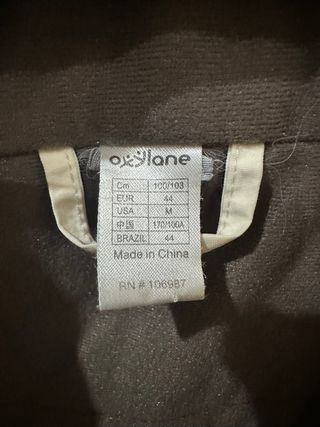 oxylane
Cm 100/103
EUR 44
USA M
中国 170/100A
BRAZIL 44
Made in China
RN # 106987